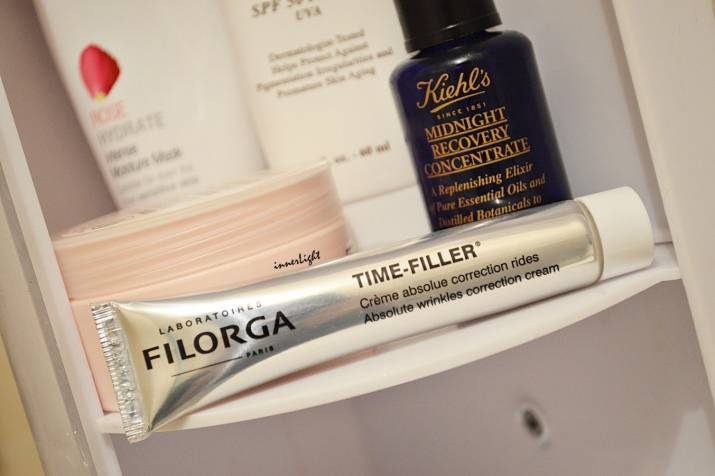 SPF 50
UVA
Dermatologist Tested
Helps Protect Against
Pigmentation Irregularities and
Premature Skin Aging
oz. - 60 ml
ROSE
HYDRATE
Intense
Moisture Mask
Kiehl's
SINCE 1851
MIDNIGHT
RECOVERY
CONCENTRATE
A Replenishing Elixir
of Pure Essential Oils and
Distilled Botanicals to
innerLight
LABORATOIRES
FILORGA
PARIS
TIME-FILLER®
Crème absolue correction rides
Absolute wrinkles correction cream